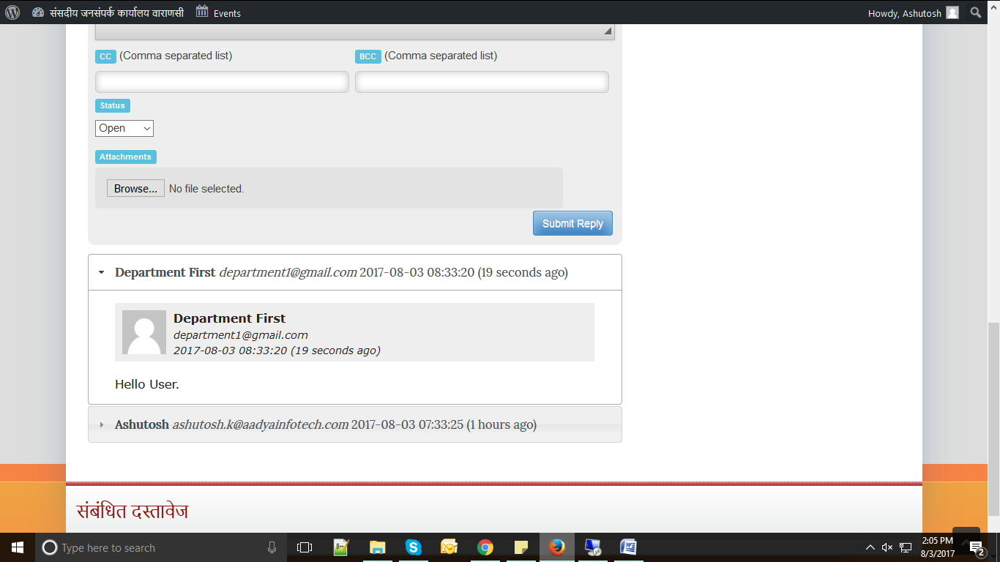 संसदीय जनसंपर्क कार्यालय वाराणसी Events Howdy, Ashutosh
CC (Comma separated list) BCC (Comma separated list)
Status
Open
Attachments
Browse... No file selected.
Submit Reply
Department First department1@gmail.com 2017-08-03 08:33:20 (19 seconds ago)
Department First
department1@gmail.com
2017-08-03 08:33:20 (19 seconds ago)
Hello User.
Ashutosh ashutosh.k@aadyainfotech.com 2017-08-03 07:33:25 (1 hours ago)
संबंधित दस्तावेज
Type here to search
2:05 PM
8/3/2017
2